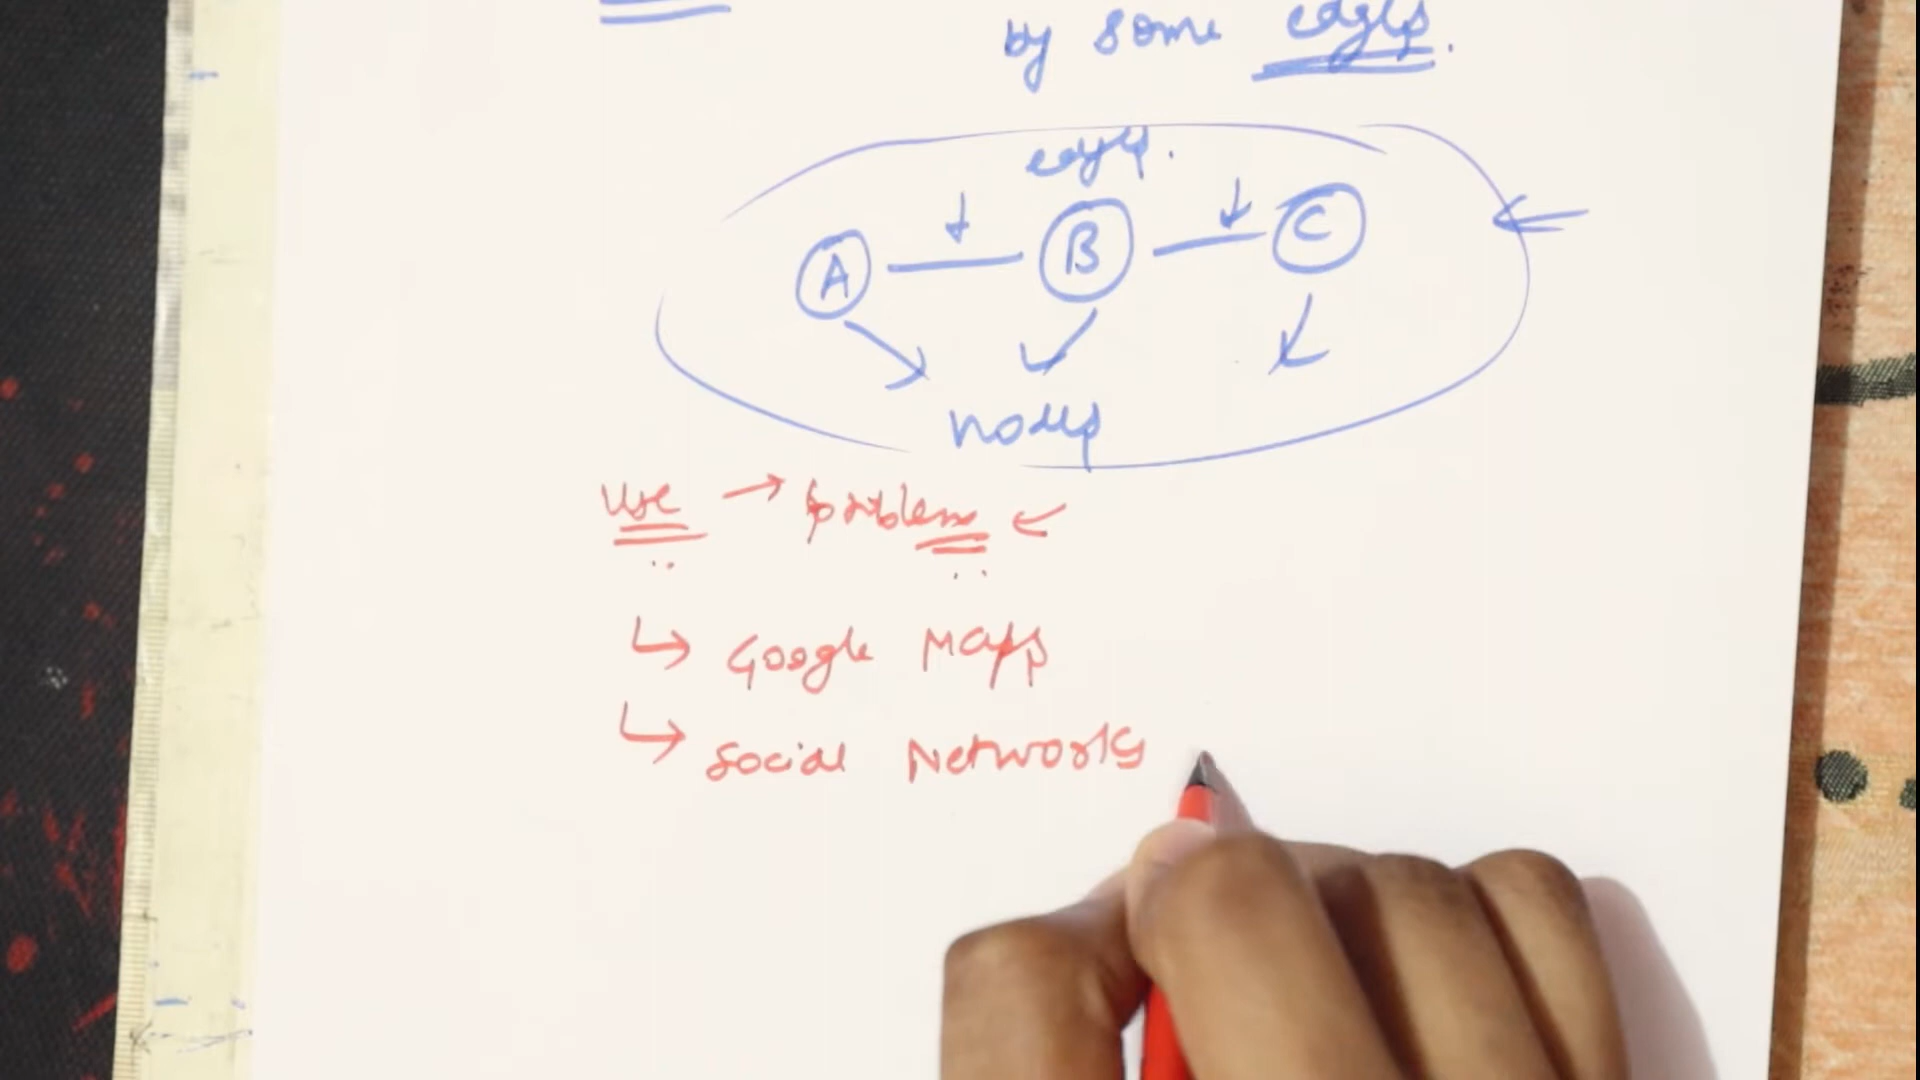 by some edges.
edges.
A B C
nodes
Use → problems ←
↳ Google Maps
↳ Social Networks